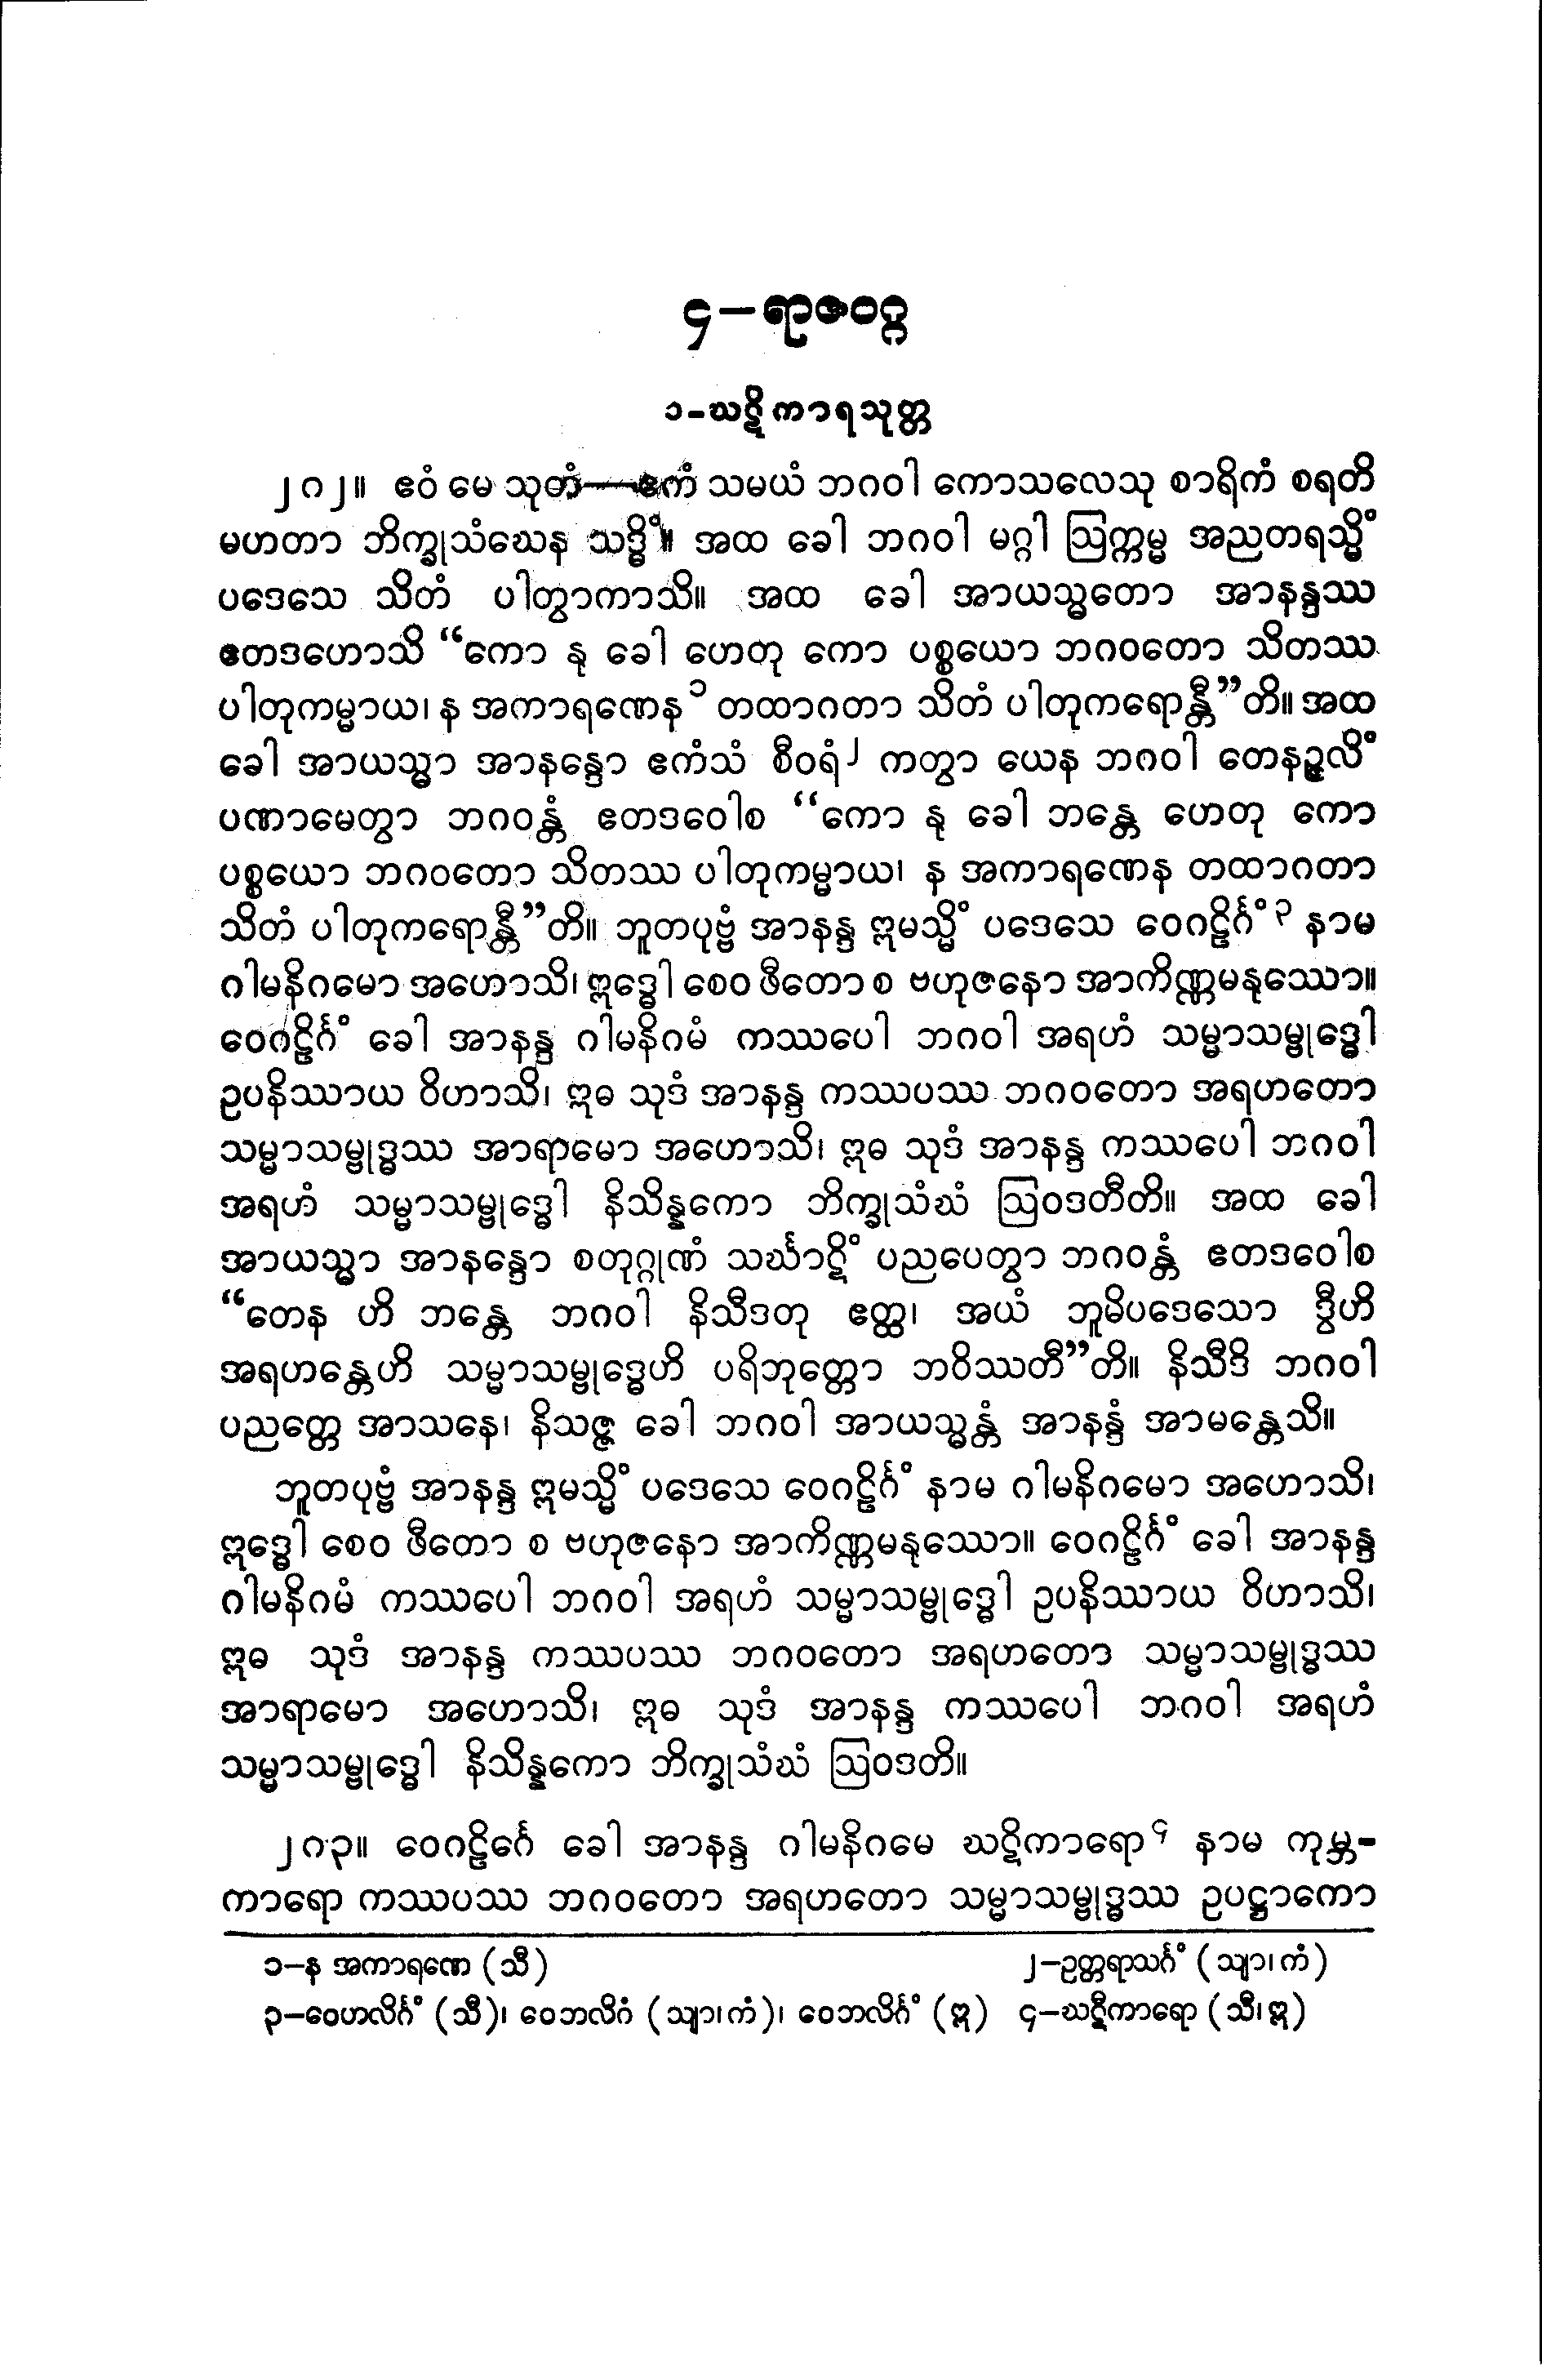 ၄–ရာဇဝဂ္ဂ
၁-ဃဋိကာရသုတ္တ
၂ဂ၂။ ဧဝံ မေ သုတံ—ဧကံ သမယံ ဘဂဝါ ကောသလေသု စာရိကံ စရတိ
မဟတာ ဘိက္ခုသံဃေန သဒ္ဓိံ။ အထ ခေါ ဘဂဝါ မဂ္ဂါ ဩက္ကမ္မ အညတရသ္မိံ
ပဒေသေ သိတံ ပါတွာကာသိ။ အထ ခေါ အာယသ္မတော အာနန္ဒဿ
ဧတဒဟောသိ “ကော နု ခေါ ဟေတု ကော ပစ္စယော ဘဂဝတော သိတဿ
ပါတုကမ္မာယ၊ န အကာရဏေန၁ တထာဂတာ သိတံ ပါတုကရောန္တီ”တိ။ အထ
ခေါ အာယသ္မာ အာနန္ဒော ဧကံသံ စီဝရံ၂ ကတွာ ယေန ဘဂဝါ တေနဉ္ဇလိံ
ပဏာမေတွာ ဘဂဝန္တံ ဧတဒဝေါစ “ကော နု ခေါ ဘန္တေ ဟေတု ကော
ပစ္စယော ဘဂဝတော သိတဿ ပါတုကမ္မာယ၊ န အကာရဏေန တထာဂတာ
သိတံ ပါတုကရောန္တီ”တိ။ ဘူတပုဗ္ဗံ အာနန္ဒ ဣမသ္မိံ ပဒေသေ ဝေဂဠိင်္ဂံ၃ နာမ
ဂါမနိဂမော အဟောသိ၊ ဣဒ္ဓေါ စေဝ ဖီတော စ ဗဟုဇနော အာကိဏ္ဏမနုဿော။
ဝေဂဠိင်္ဂံ ခေါ အာနန္ဒ ဂါမနိဂမံ ကဿပေါ ဘဂဝါ အရဟံ သမ္မာသမ္ဗုဒ္ဓေါ
ဥပနိဿာယ ဝိဟာသိ၊ ဣဓ သုဒံ အာနန္ဒ ကဿပဿ ဘဂဝတော အရဟတော
သမ္မာသမ္ဗုဒ္ဓဿ အာရာမော အဟောသိ၊ ဣဓ သုဒံ အာနန္ဒ ကဿပေါ ဘဂဝါ
အရဟံ သမ္မာသမ္ဗုဒ္ဓေါ နိသိန္နကော ဘိက္ခုသံဃံ ဩဝဒတီတိ။ အထ ခေါ
အာယသ္မာ အာနန္ဒော စတုဂ္ဂုဏံ သင်္ဃာဋိံ ပညပေတွာ ဘဂဝန္တံ ဧတဒဝေါစ
“တေန ဟိ ဘန္တေ ဘဂဝါ နိသီဒတု ဧတ္ထ၊ အယံ ဘူမိပဒေသော ဒွီဟိ
အရဟန္တေဟိ သမ္မာသမ္ဗုဒ္ဓေဟိ ပရိဘုတ္တော ဘဝိဿတီ”တိ။ နိသီဒိ ဘဂဝါ
ပညတ္တေ အာသနေ၊ နိသဇ္ဇ ခေါ ဘဂဝါ အာယသ္မန္တံ အာနန္ဒံ အာမန္တေသိ။
ဘူတပုဗ္ဗံ အာနန္ဒ ဣမသ္မိံ ပဒေသေ ဝေဂဠိင်္ဂံ နာမ ဂါမနိဂမော အဟောသိ၊
ဣဒ္ဓေါ စေဝ ဖီတော စ ဗဟုဇနော အာကိဏ္ဏမနုဿော။ ဝေဂဠိင်္ဂံ ခေါ အာနန္ဒ
ဂါမနိဂမံ ကဿပေါ ဘဂဝါ အရဟံ သမ္မာသမ္ဗုဒ္ဓေါ ဥပနိဿာယ ဝိဟာသိ၊
ဣဓ သုဒံ အာနန္ဒ ကဿပဿ ဘဂဝတော အရဟတော သမ္မာသမ္ဗုဒ္ဓဿ
အာရာမော အဟောသိ၊ ဣဓ သုဒံ အာနန္ဒ ကဿပေါ ဘဂဝါ အရဟံ
သမ္မာသမ္ဗုဒ္ဓေါ နိသိန္နကော ဘိက္ခုသံဃံ ဩဝဒတိ။
၂ဂ၃။ ဝေဂဠိင်္ဂေ ခေါ အာနန္ဒ ဂါမနိဂမေ ဃဋိကာရော၄ နာမ ကုမ္ဘ-
ကာရော ကဿပဿ ဘဂဝတော အရဟတော သမ္မာသမ္ဗုဒ္ဓဿ ဥပဋ္ဌာကော
၁–န အကာရဏေ (သီ) ၂–ဥတ္တရာသင်္ဂံ (သျာ၊ကံ)
၃–ဝေဟလိင်္ဂံ (သီ)၊ ဝေဘလိဂံ (သျာ၊ကံ)၊ ဝေဘလိင်္ဂံ (ဣ) ၄–ဃဋီကာရော (သီ၊ဣ)